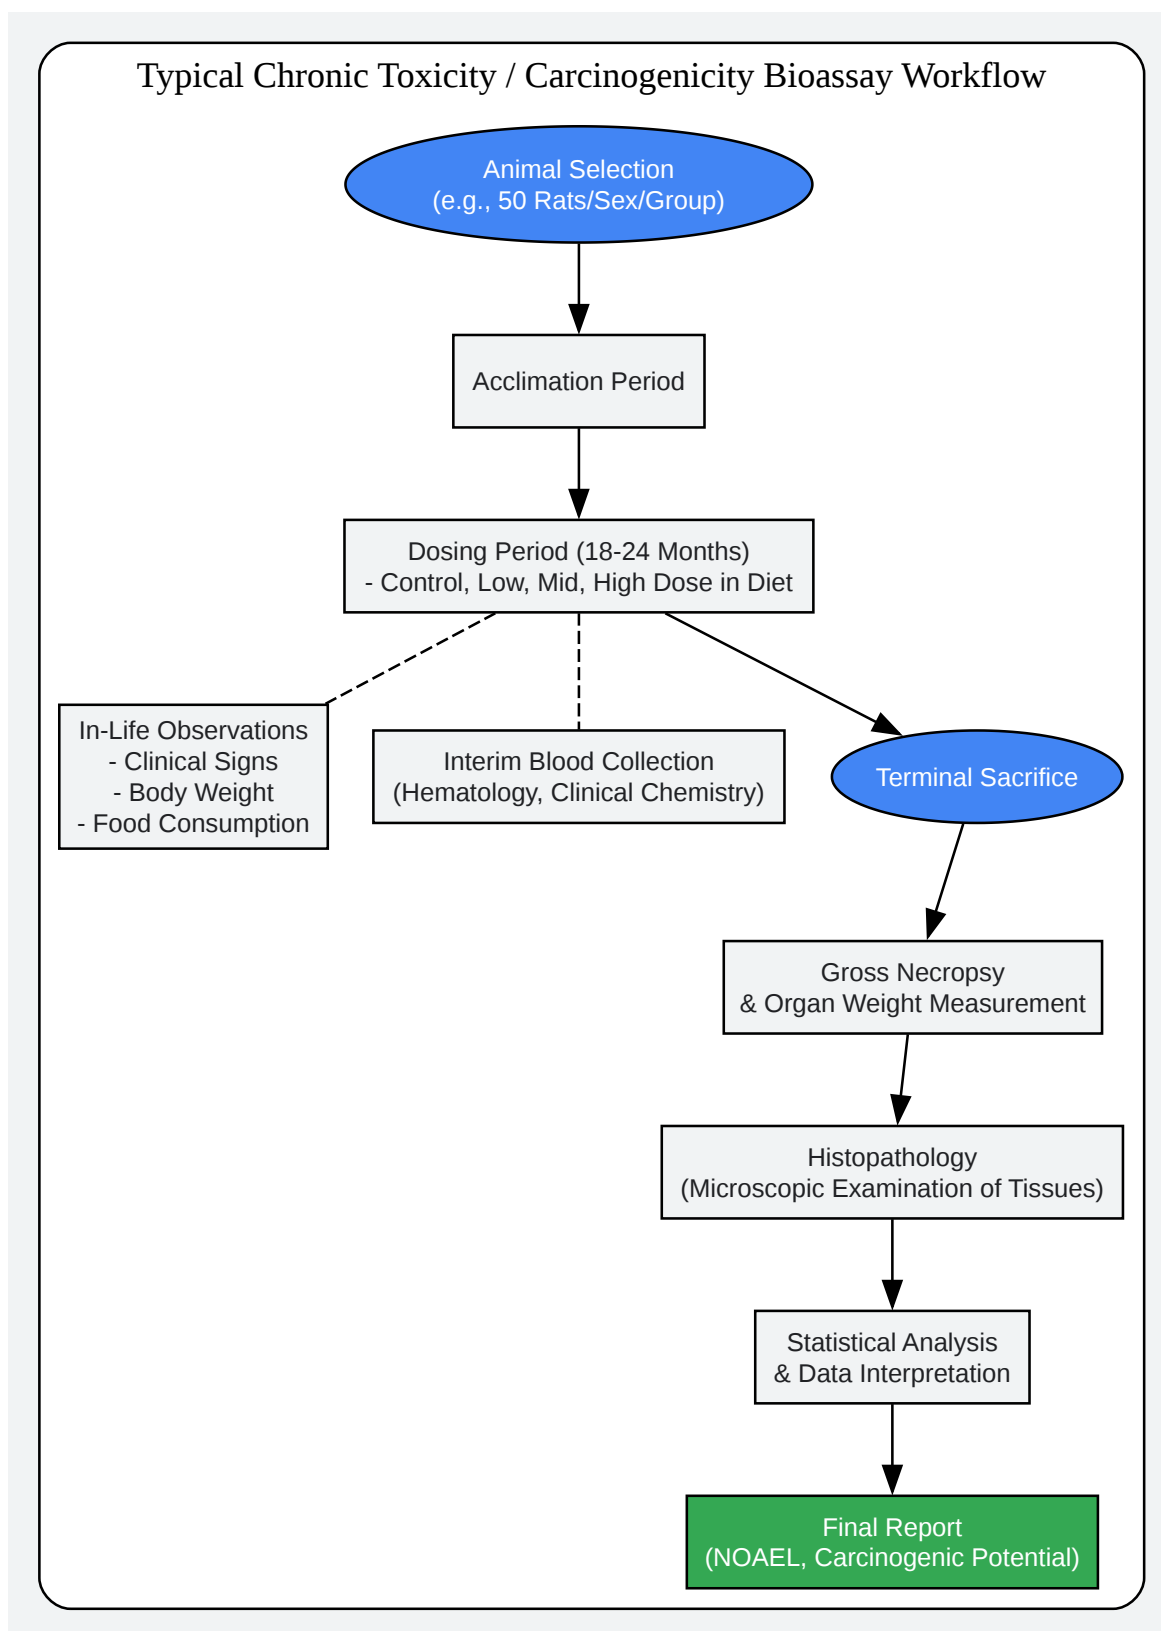 Typical Chronic Toxicity / Carcinogenicity Bioassay Workflow
Animal Selection
(e.g., 50 Rats/Sex/Group)
Acclimation Period
Dosing Period (18-24 Months)
- Control, Low, Mid, High Dose in Diet
In-Life Observations
- Clinical Signs
- Body Weight
- Food Consumption
Interim Blood Collection
(Hematology, Clinical Chemistry)
Terminal Sacrifice
Gross Necropsy
& Organ Weight Measurement
Histopathology
(Microscopic Examination of Tissues)
Statistical Analysis
& Data Interpretation
Final Report
(NOAEL, Carcinogenic Potential)